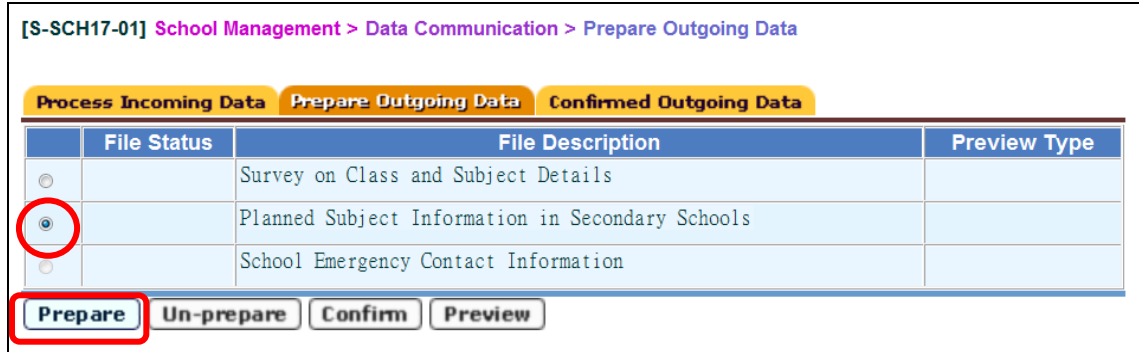 [S-SCH17-01] School Management > Data Communication > Prepare Outgoing Data
Process Incoming Data Prepare Outgoing Data Confirmed Outgoing Data
File Status File Description Preview Type
Survey on Class and Subject Details
Planned Subject Information in Secondary Schools
School Emergency Contact Information
Prepare Un-prepare Confirm Preview